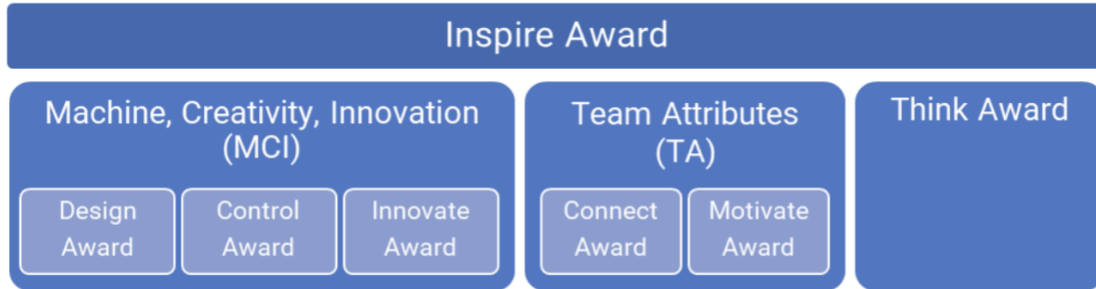 Inspire Award
Machine, Creativity, Innovation
(MCI)
Design
Award
Control
Award
Innovate
Award
Team Attributes
(TA)
Connect
Award
Motivate
Award
Think Award